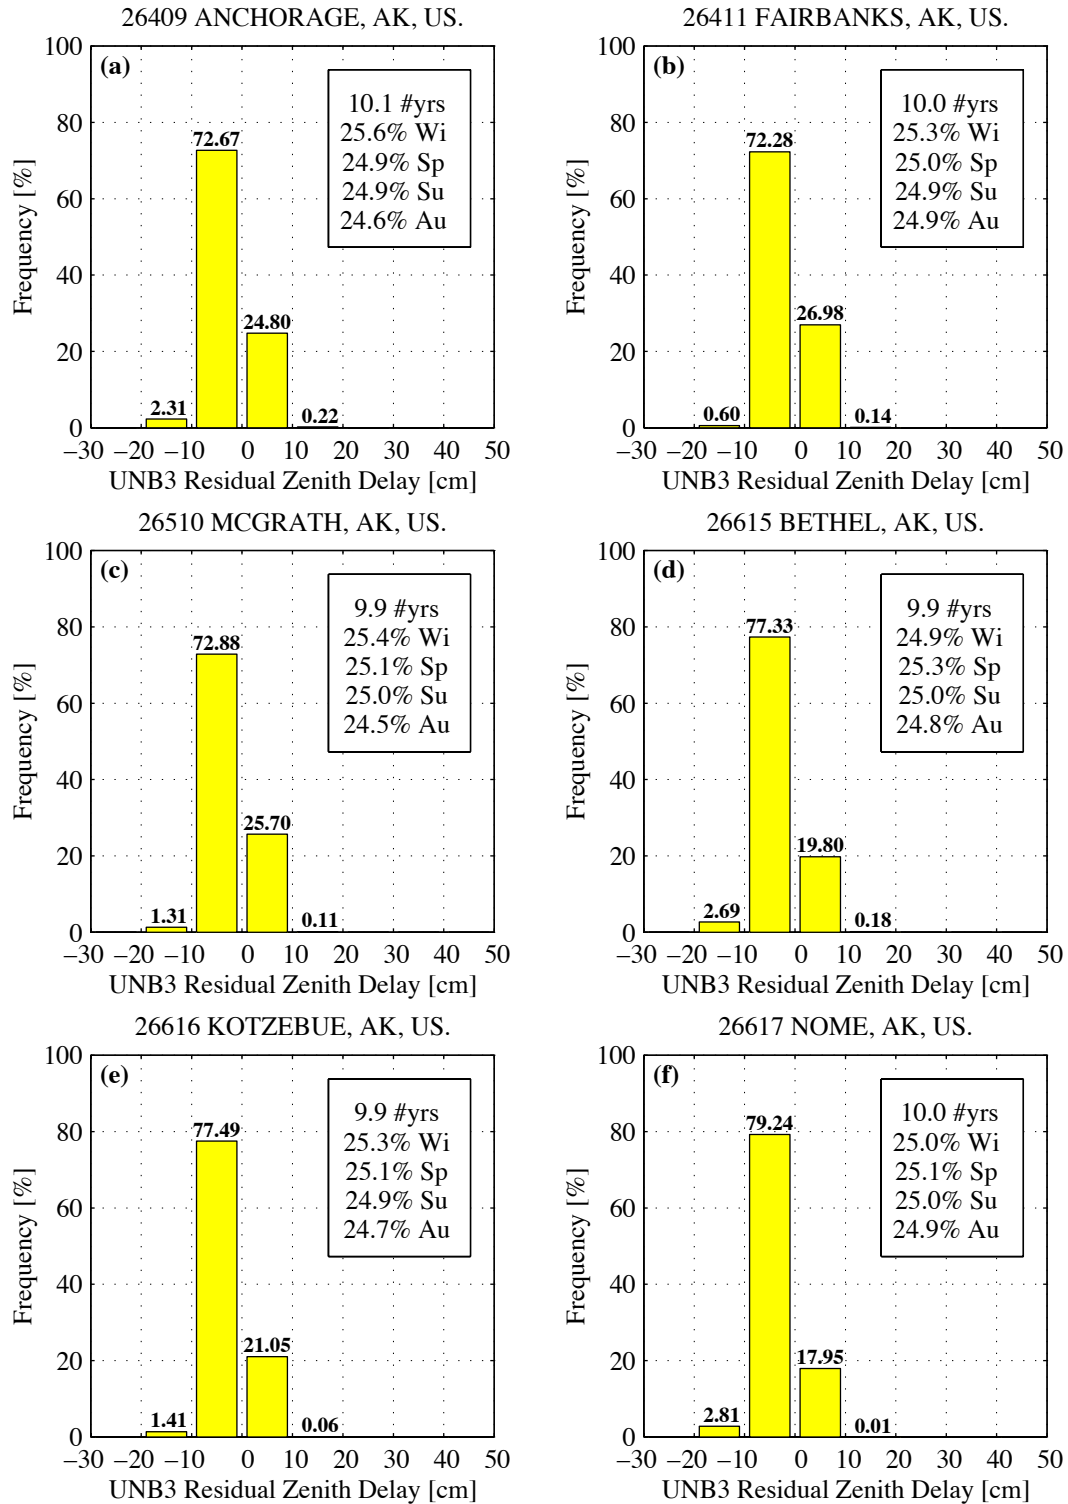 26409 ANCHORAGE, AK, US.
(a)
100
80
60
40
20
0
Frequency [%]
10.1 #yrs
25.6% Wi
24.9% Sp
24.9% Su
24.6% Au
2.31
72.67
24.80
0.22
−30 −20 −10 0 10 20 30 40 50
UNB3 Residual Zenith Delay [cm]
26411 FAIRBANKS, AK, US.
(b)
100
80
60
40
20
0
Frequency [%]
10.0 #yrs
25.3% Wi
25.0% Sp
24.9% Su
24.9% Au
0.60
72.28
26.98
0.14
−30 −20 −10 0 10 20 30 40 50
UNB3 Residual Zenith Delay [cm]
26510 MCGRATH, AK, US.
(c)
100
80
60
40
20
0
Frequency [%]
9.9 #yrs
25.4% Wi
25.1% Sp
25.0% Su
24.5% Au
1.31
72.88
25.70
0.11
−30 −20 −10 0 10 20 30 40 50
UNB3 Residual Zenith Delay [cm]
26615 BETHEL, AK, US.
(d)
100
80
60
40
20
0
Frequency [%]
9.9 #yrs
24.9% Wi
25.3% Sp
25.0% Su
24.8% Au
2.69
77.33
19.80
0.18
−30 −20 −10 0 10 20 30 40 50
UNB3 Residual Zenith Delay [cm]
26616 KOTZEBUE, AK, US.
(e)
100
80
60
40
20
0
Frequency [%]
9.9 #yrs
25.3% Wi
25.1% Sp
24.9% Su
24.7% Au
1.41
77.49
21.05
0.06
−30 −20 −10 0 10 20 30 40 50
UNB3 Residual Zenith Delay [cm]
26617 NOME, AK, US.
(f)
100
80
60
40
20
0
Frequency [%]
10.0 #yrs
25.0% Wi
25.1% Sp
25.0% Su
24.9% Au
2.81
79.24
17.95
0.01
−30 −20 −10 0 10 20 30 40 50
UNB3 Residual Zenith Delay [cm]